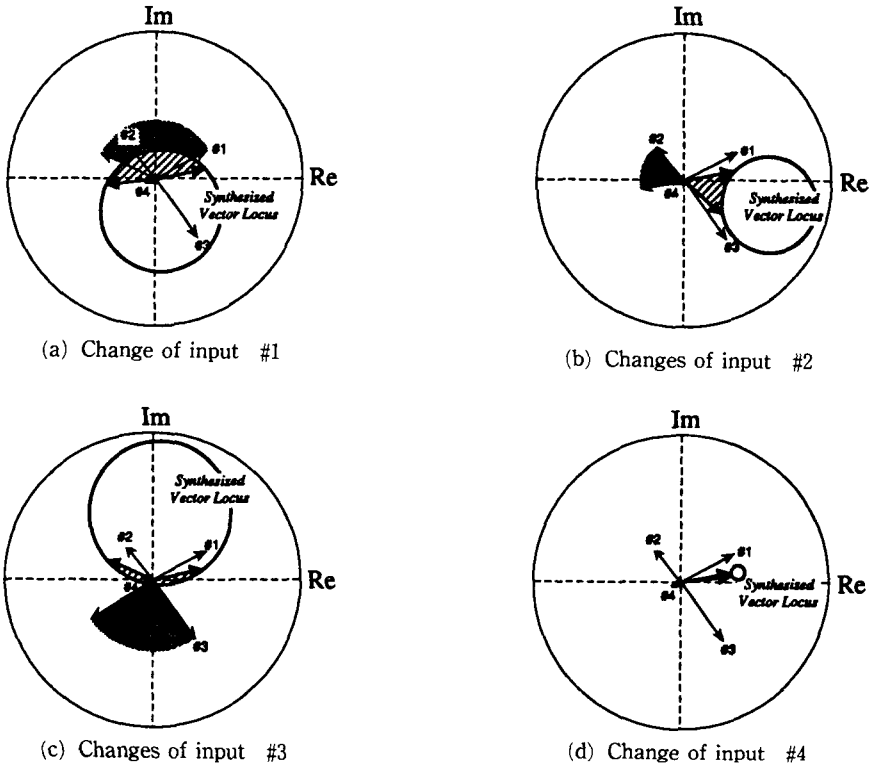 Im
#2
#1
Re
#4
Synthesized
Vector Locus
#3
(a) Change of input #1
Im
#2
#1
Re
#4
Synthesized
Vector Locus
#3
(b) Changes of input #2
Im
Synthesized
Vector Locus
#2
#1
Re
#3
(c) Changes of input #3
Im
#2
#1
Re
#4
Synthesized
Vector Locus
#3
(d) Change of input #4